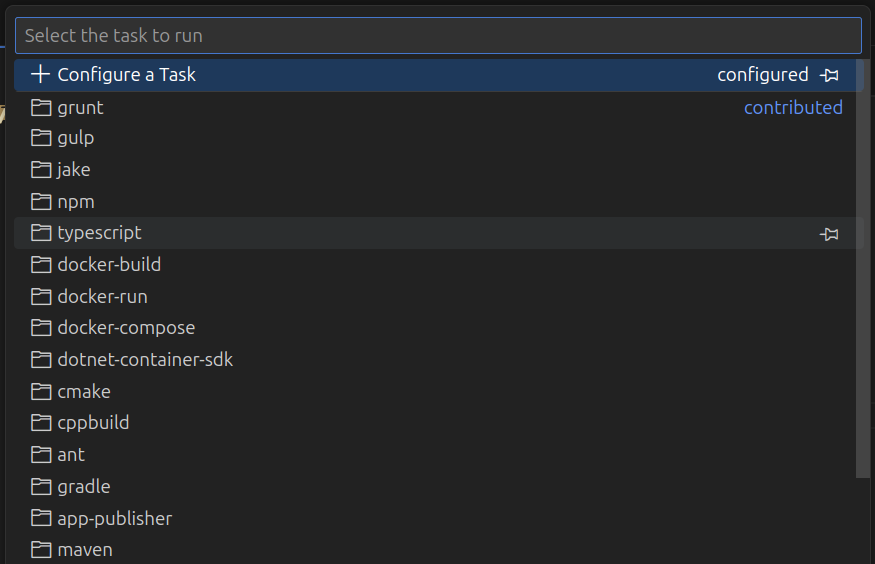 Select the task to run
Configure a Task configured
grunt contributed
gulp
jake
npm
typescript
docker-build
docker-run
docker-compose
dotnet-container-sdk
cmake
cppbuild
ant
gradle
app-publisher
maven